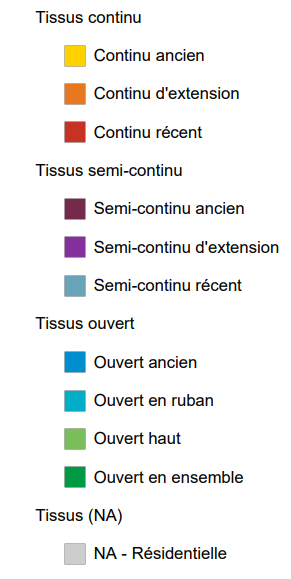 Tissus continu
Continu ancien
Continu d'extension
Continu récent
Tissus semi-continu
Semi-continu ancien
Semi-continu d'extension
Semi-continu récent
Tissus ouvert
Ouvert ancien
Ouvert en ruban
Ouvert haut
Ouvert en ensemble
Tissus (NA)
NA - Résidentielle